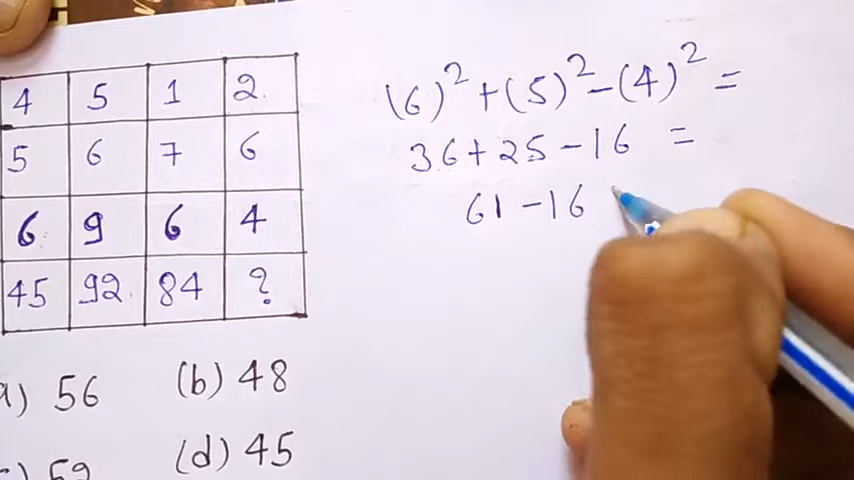 4 5 1 2
5 6 7 6
6 9 6 4
45 92 84 ?
a) 56 (b) 48
c) 59 (d) 45
(6)² + (5)² - (4)² =
36 + 25 - 16 =
61 - 16